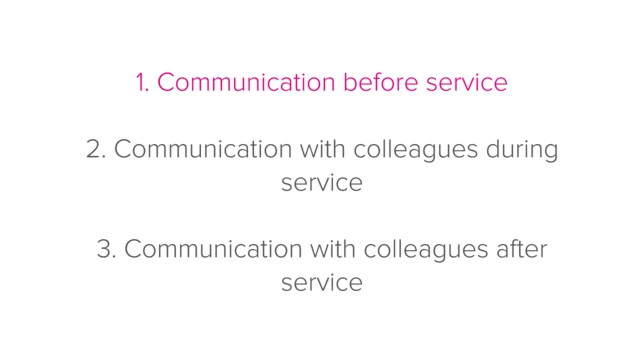 1. Communication before service
2. Communication with colleagues during
service
3. Communication with colleagues after
service